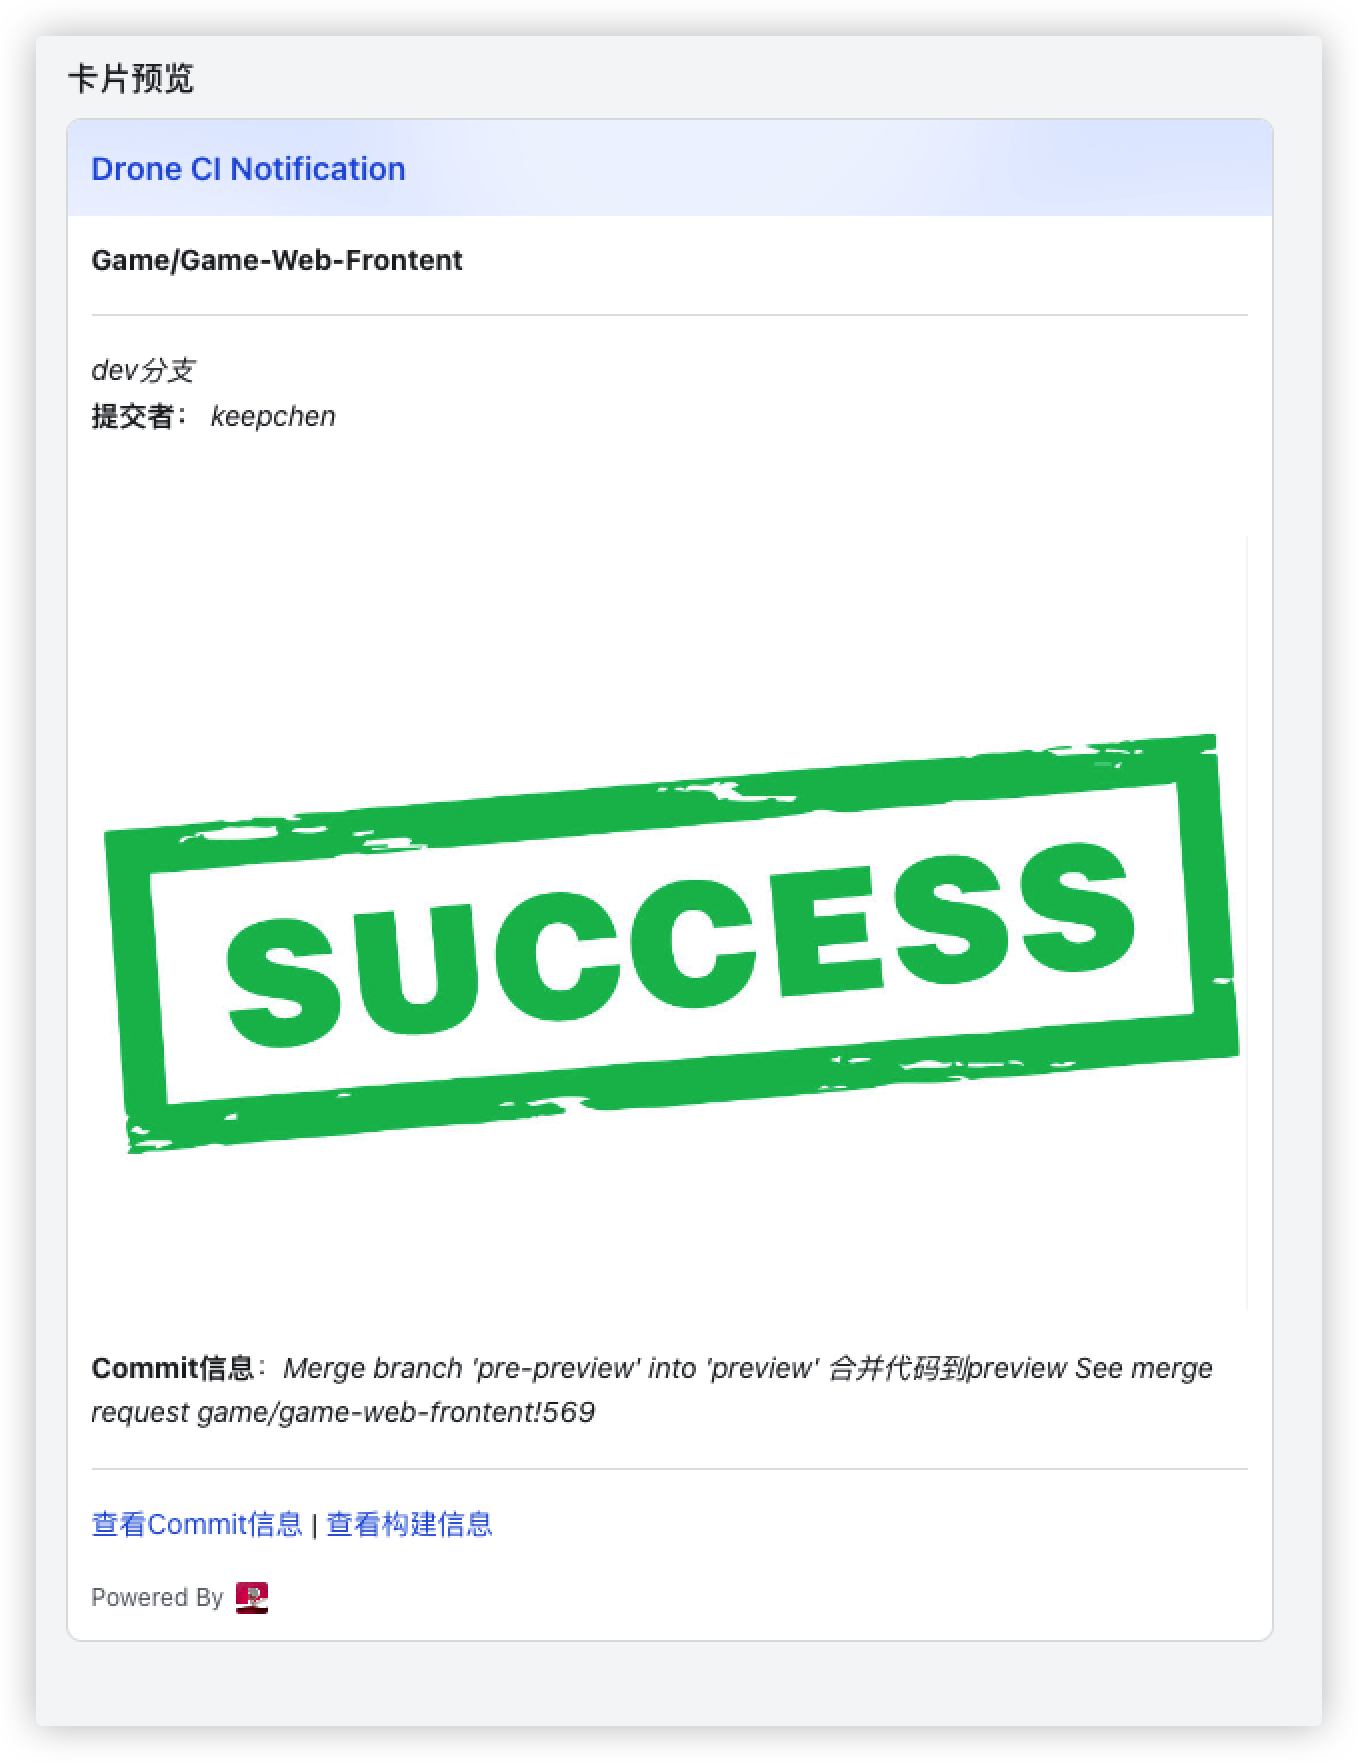 卡片预览
Drone CI Notification
Game/Game-Web-Frontent
dev分支
提交者： keepchen
SUCCESS
Commit信息：Merge branch 'pre-preview' into 'preview' 合并代码到preview See merge
request game/game-web-frontent!569
查看Commit信息 | 查看构建信息
Powered By